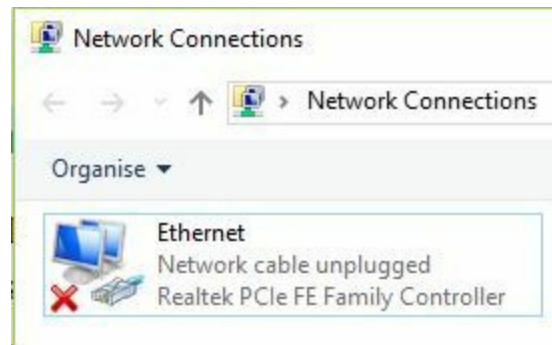 Network Connections
Network Connections
Organise
Ethernet
Network cable unplugged
Realtek PCIe FE Family Controller